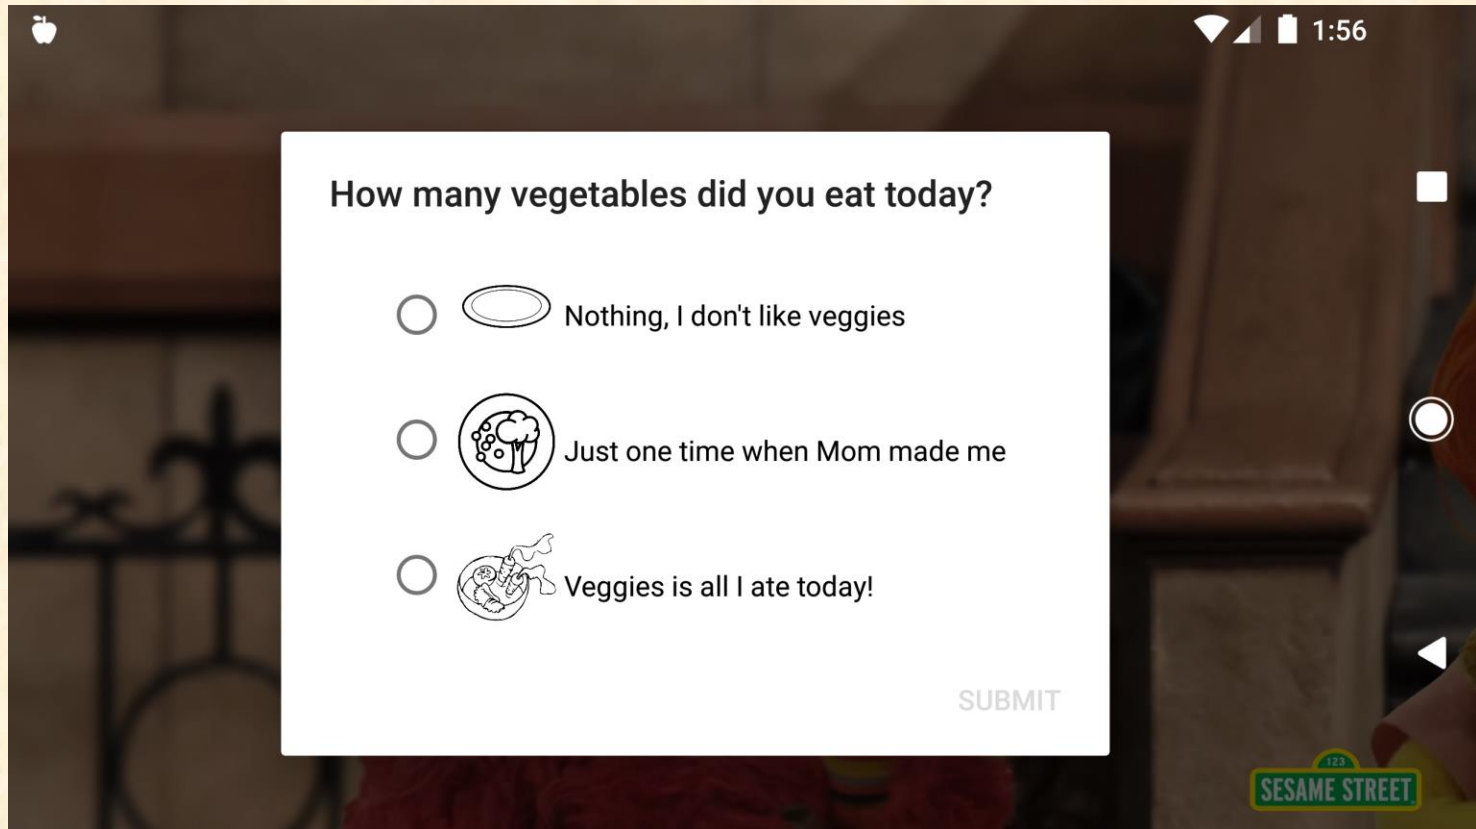 1:56
How many vegetables did you eat today?
Nothing, I don't like veggies
Just one time when Mom made me
Veggies is all I ate today!
SUBMIT
123
SESAME STREET